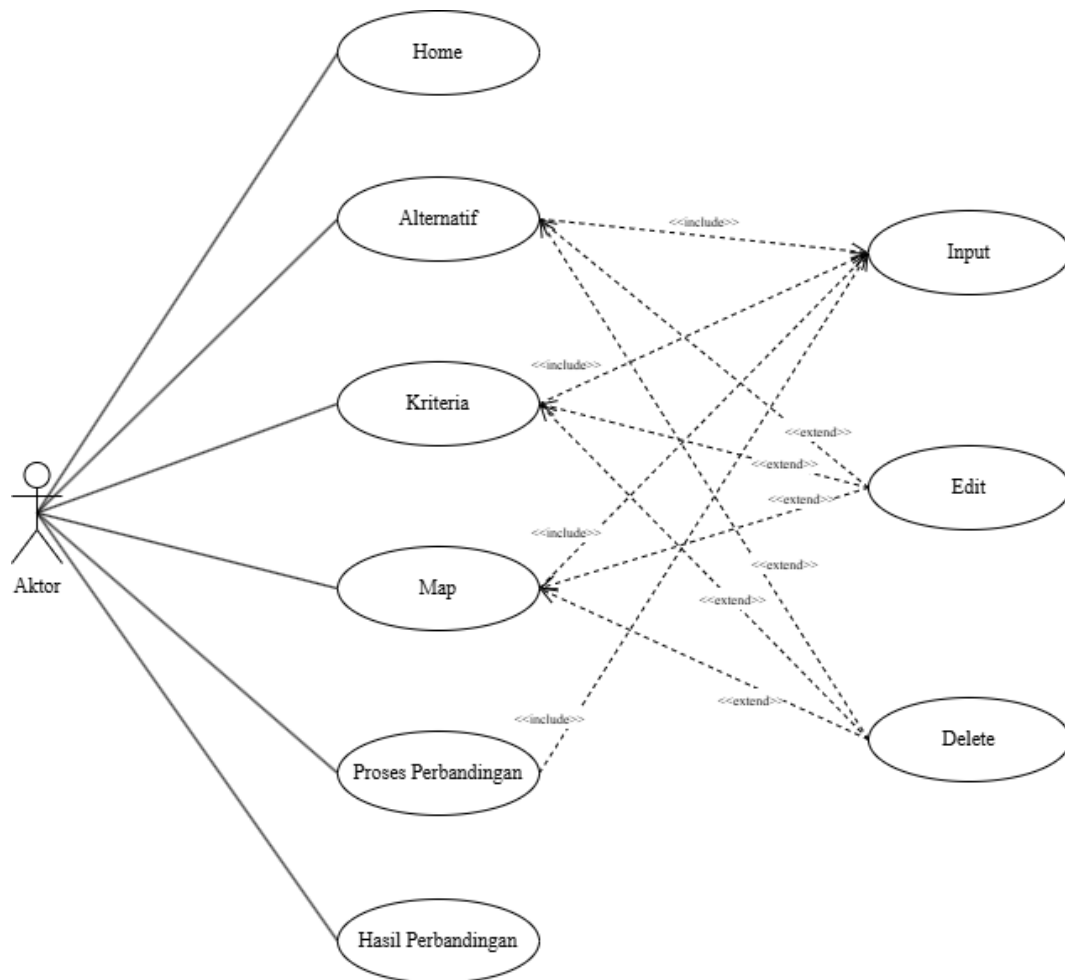 Home
Alternatif
<<include>>
Input
Kriteria
<<include>>
<<extend>>
<<extend>>
Edit
<<extend>>
Aktor
Map
<<include>>
<<extend>>
<<extend>>
<<extend>>
Delete
Proses Perbandingan
<<include>>
Hasil Perbandingan